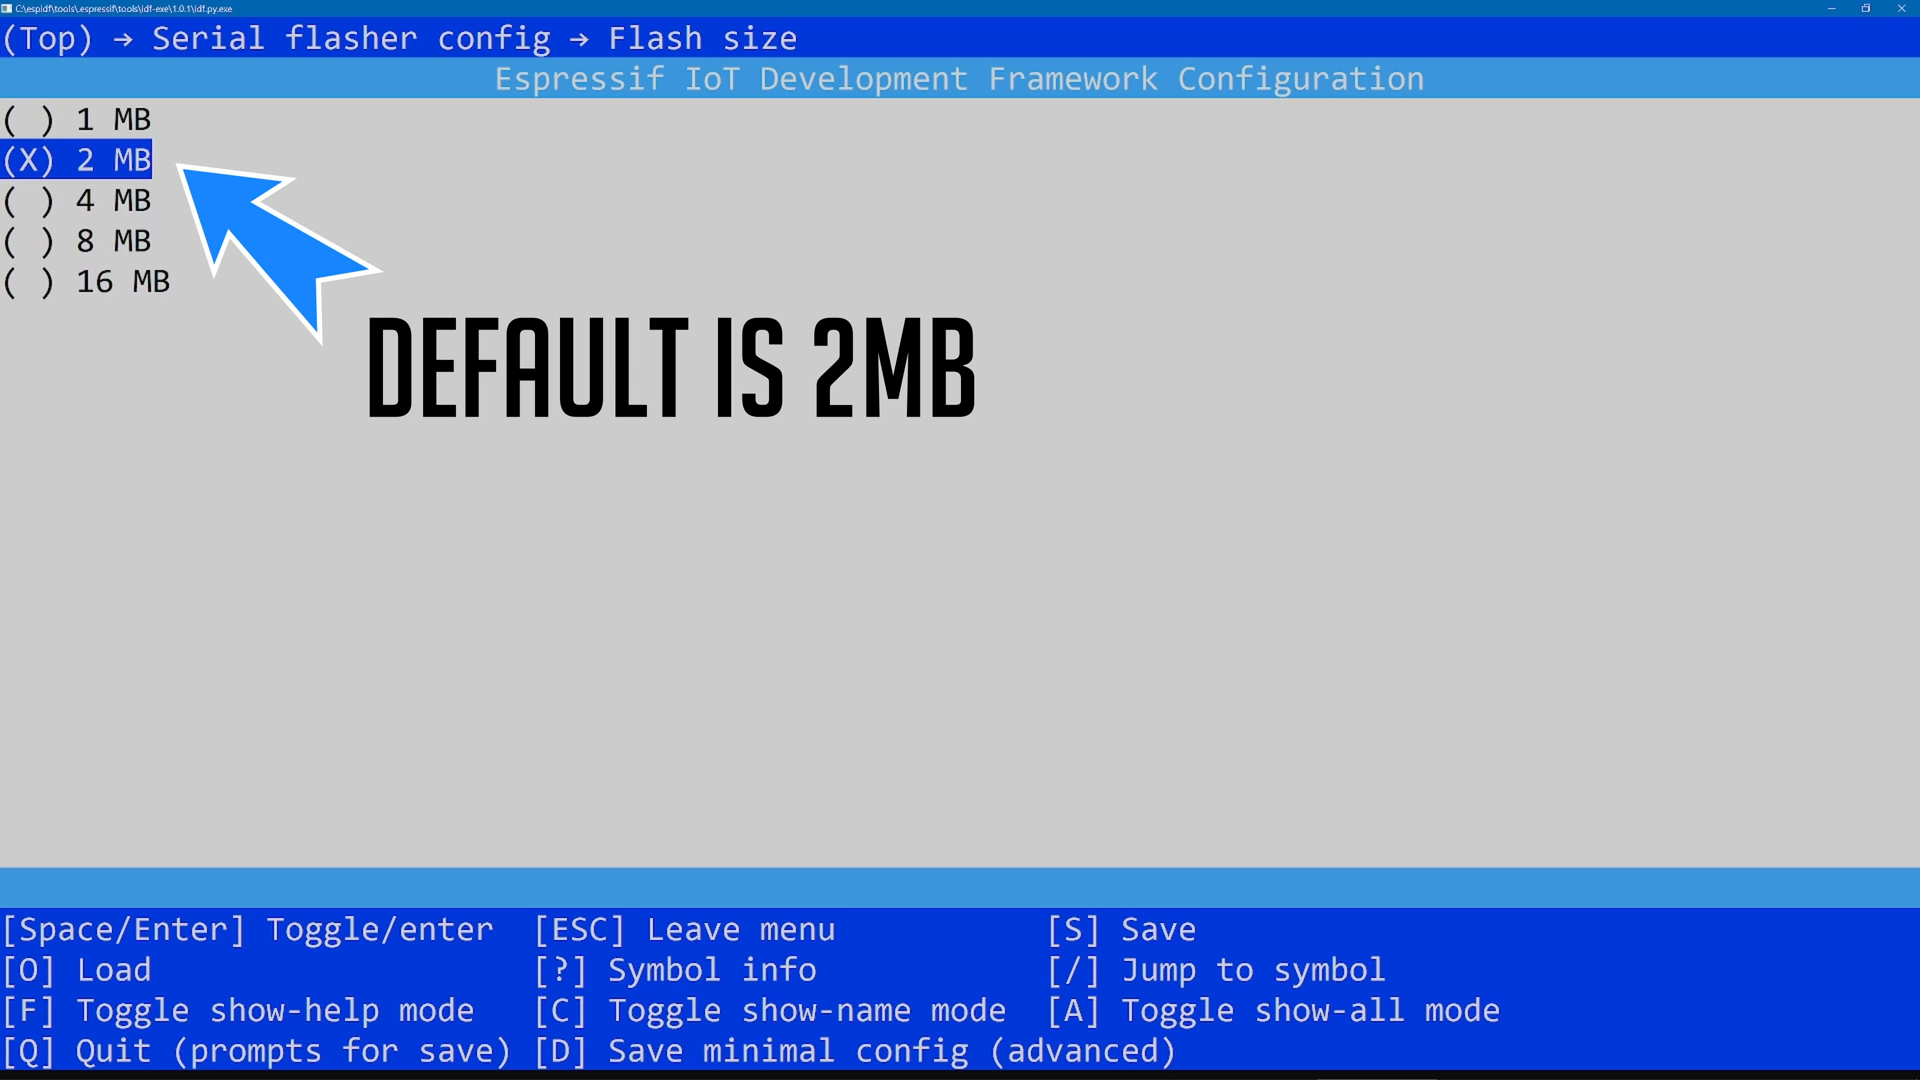 C:\espidf\tools\.espressif\tools\idf-exe\1.0.1\idf.py.exe
(Top) → Serial flasher config → Flash size
Espressif IoT Development Framework Configuration
( ) 1 MB
(X) 2 MB
( ) 4 MB
( ) 8 MB
( ) 16 MB
DEFAULT IS 2MB
[Space/Enter] Toggle/enter [ESC] Leave menu [S] Save
[O] Load [?] Symbol info [/] Jump to symbol
[F] Toggle show-help mode [C] Toggle show-name mode [A] Toggle show-all mode
[Q] Quit (prompts for save) [D] Save minimal config (advanced)